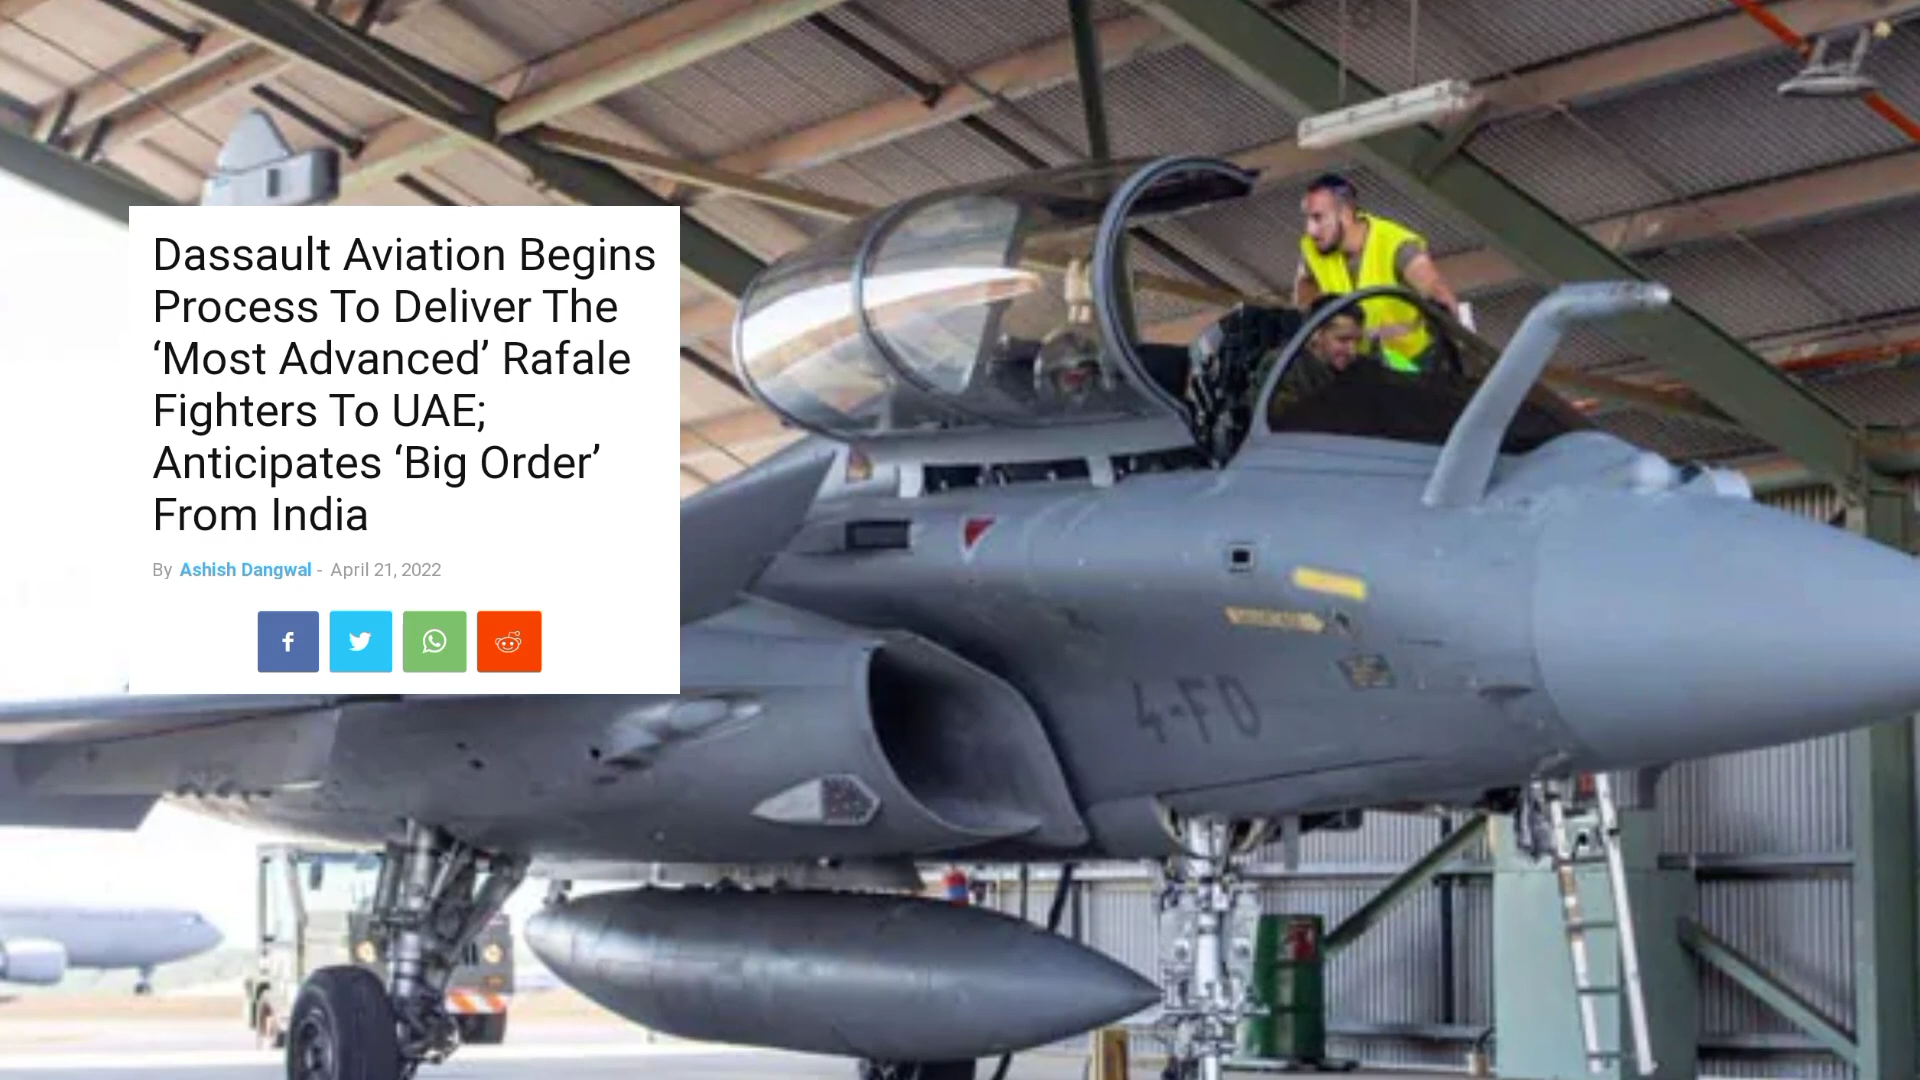 Dassault Aviation Begins
Process To Deliver The
‘Most Advanced’ Rafale
Fighters To UAE;
Anticipates ‘Big Order’
From India
By Ashish Dangwal - April 21, 2022
4-FO